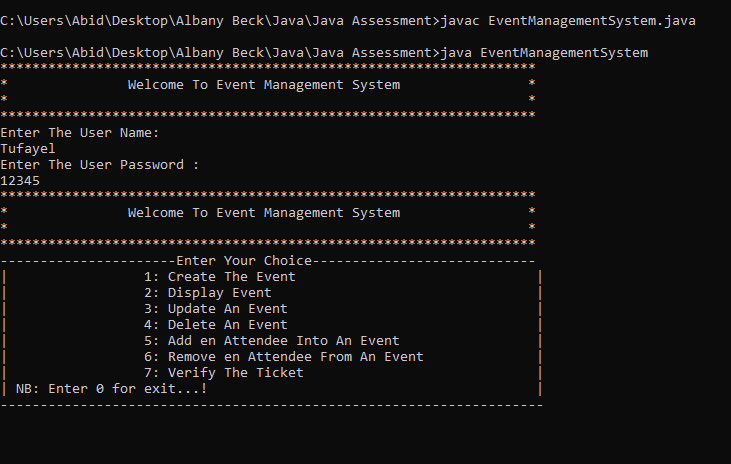 C:\Users\Abid\Desktop\Albany Beck\Java\Java Assessment>javac EventManagementSystem.java
C:\Users\Abid\Desktop\Albany Beck\Java\Java Assessment>java EventManagementSystem
*******************************************************************
*               Welcome To Event Management System                *
*                                                                 *
*******************************************************************
Enter The User Name:
Tufayel
Enter The User Password :
12345
*******************************************************************
*               Welcome To Event Management System                *
*                                                                 *
*******************************************************************
----------------------Enter Your Choice----------------------------
|                 1: Create The Event                              |
|                 2: Display Event                                 |
|                 3: Update An Event                               |
|                 4: Delete An Event                               |
|                 5: Add en Attendee Into An Event                 |
|                 6: Remove en Attendee From An Event              |
|                 7: Verify The Ticket                             |
| NB: Enter 0 for exit...!                                         |
--------------------------------------------------------------------